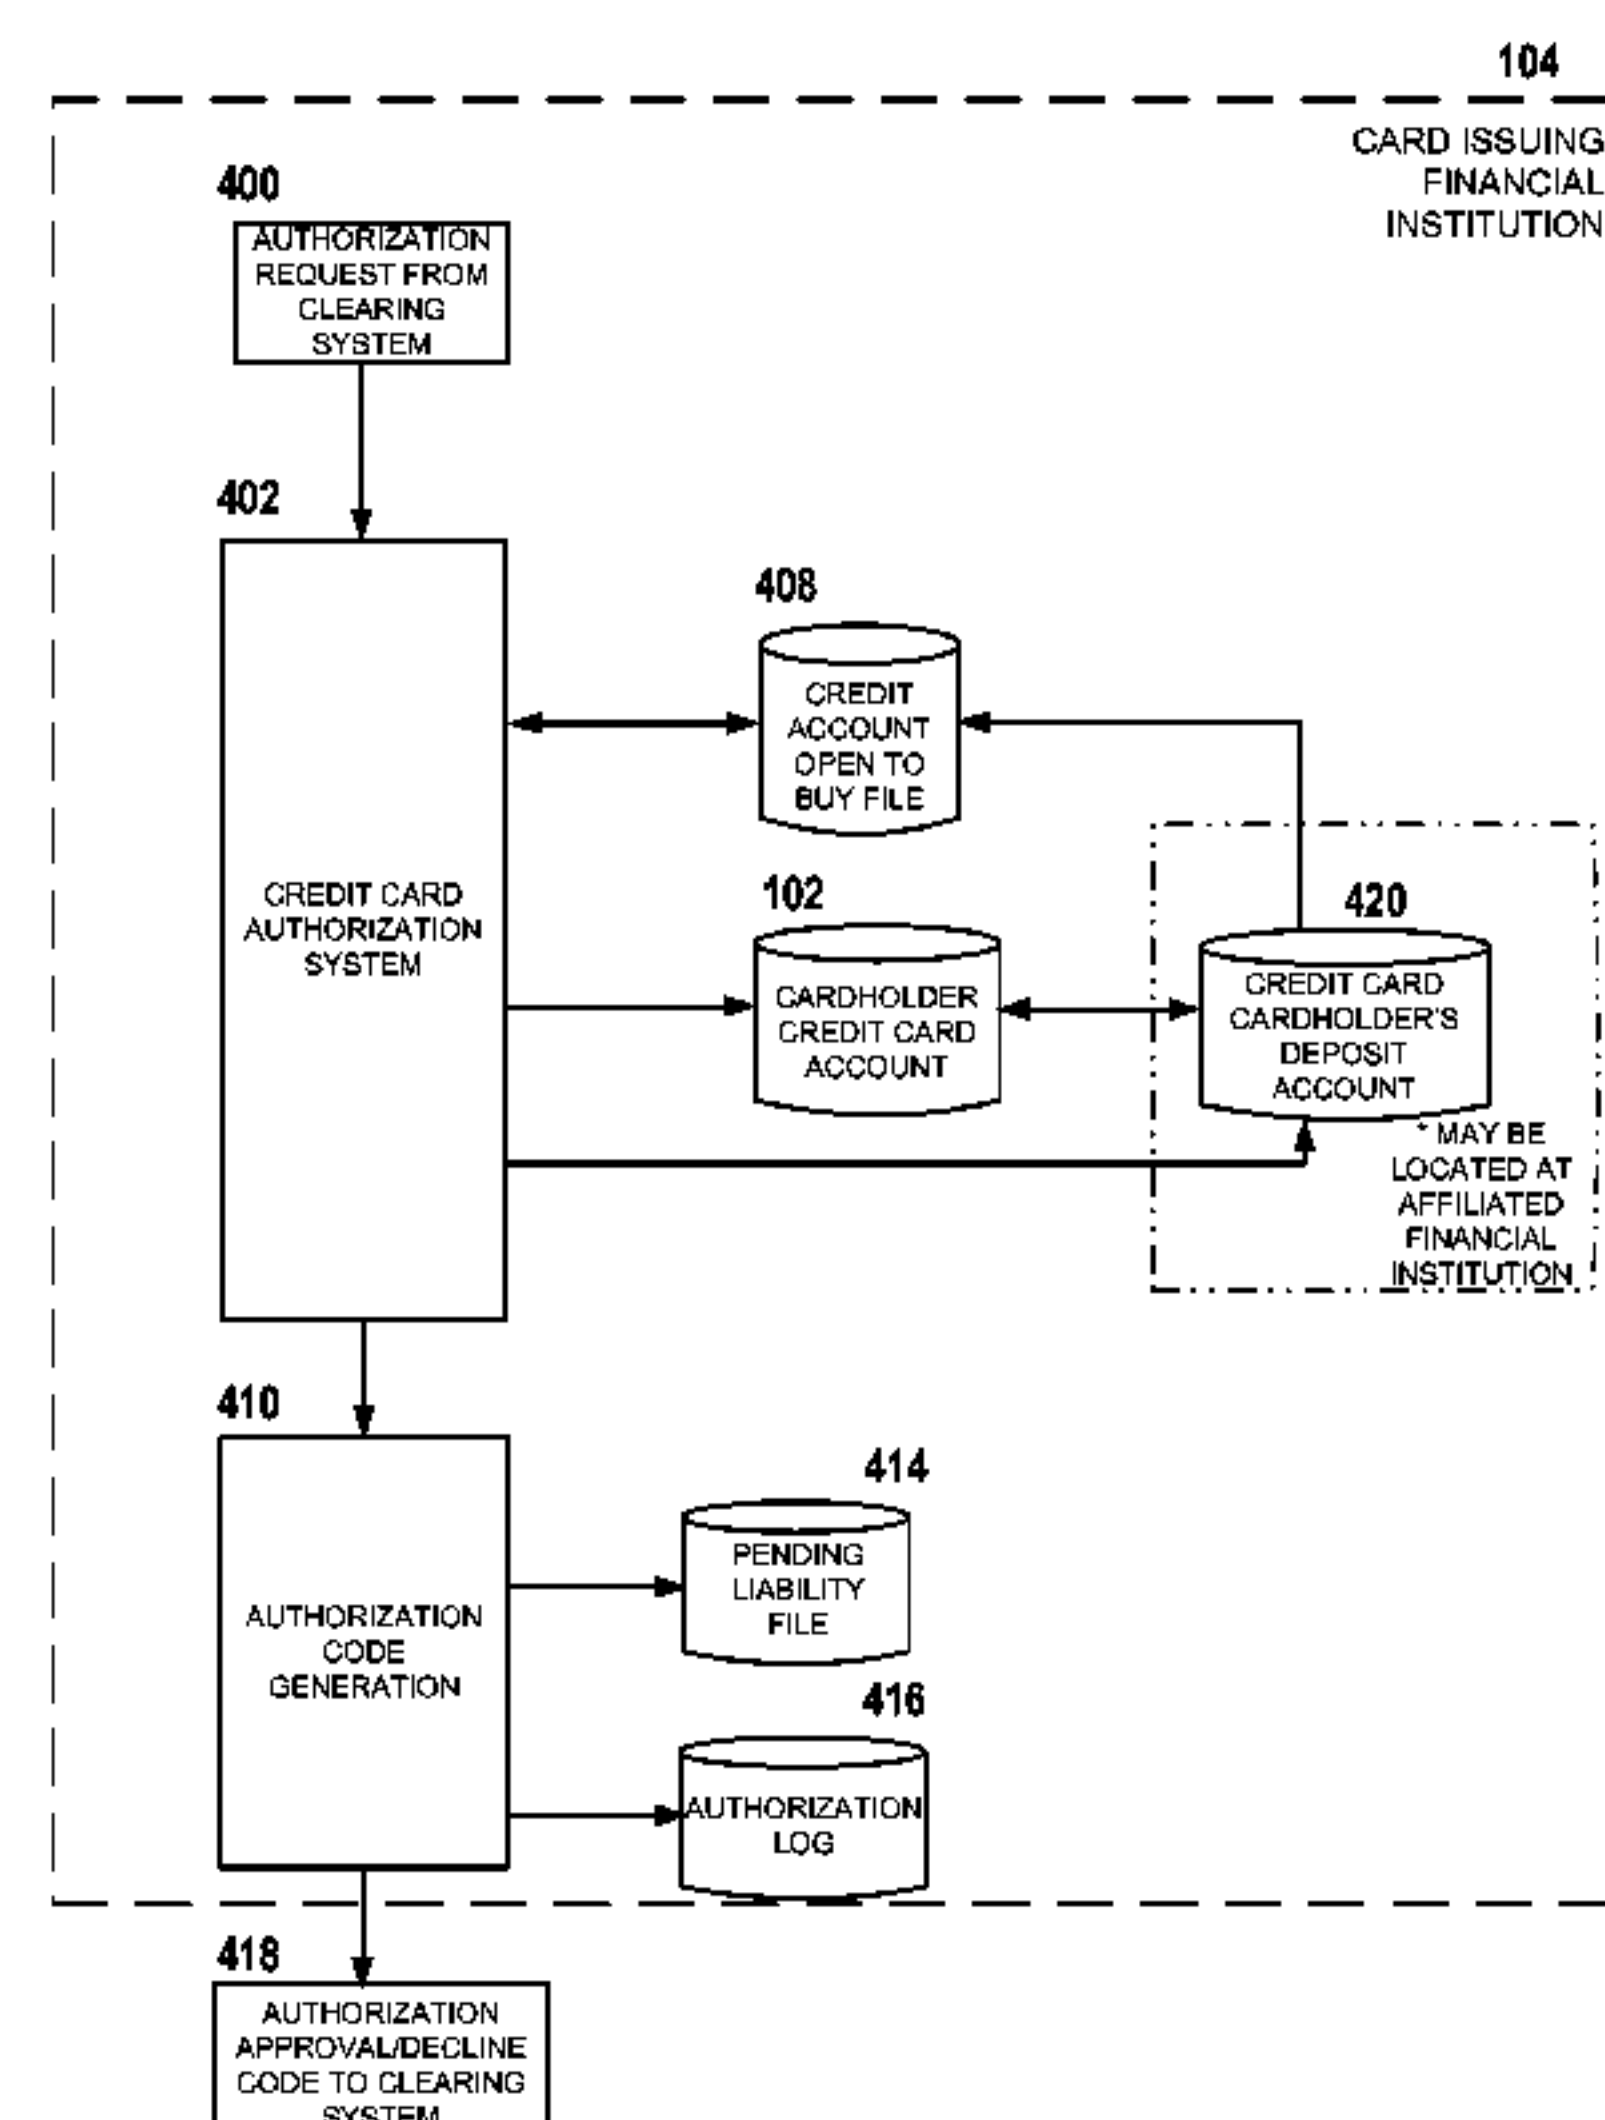 104
CARD ISSUING
FINANCIAL
INSTITUTION
400
AUTHORIZATION
REQUEST FROM
CLEARING
SYSTEM
402
CREDIT CARD
AUTHORIZATION
SYSTEM
408
CREDIT
ACCOUNT
OPEN TO
BUY FILE
102
CARDHOLDER
CREDIT CARD
ACCOUNT
420
CREDIT CARD
CARDHOLDER'S
DEPOSIT
ACCOUNT
* MAY BE
LOCATED AT
AFFILIATED
FINANCIAL
INSTITUTION
410
AUTHORIZATION
CODE
GENERATION
414
PENDING
LIABILITY
FILE
416
AUTHORIZATION
LOG
418
AUTHORIZATION
APPROVAL/DECLINE
CODE TO CLEARING
SYSTEM